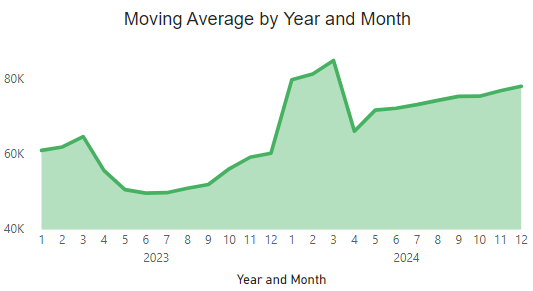 Moving Average by Year and Month
80K
60K
40K
1 2 3 4 5 6 7 8 9 10 11 12 1 2 3 4 5 6 7 8 9 10 11 12
2023 2024
Year and Month